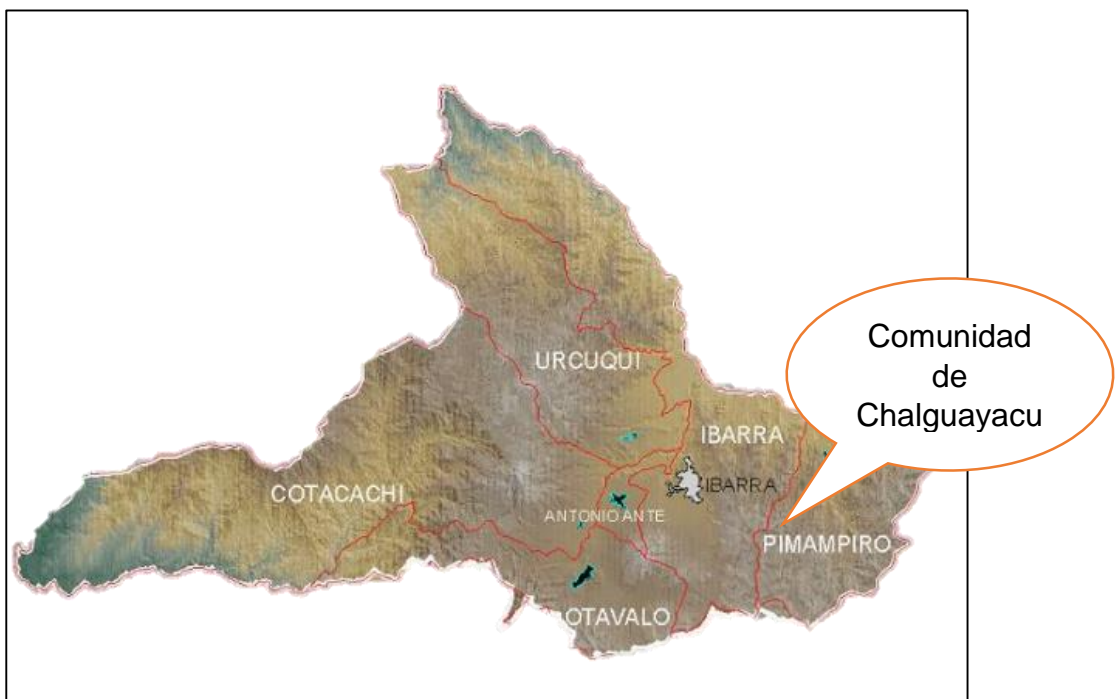 Comunidad
de
Chalguayacu
URCUQUI
IBARRA
IBARRA
COTACACHI
ANTONIO ANTE
PIMAMPIRO
OTAVALO